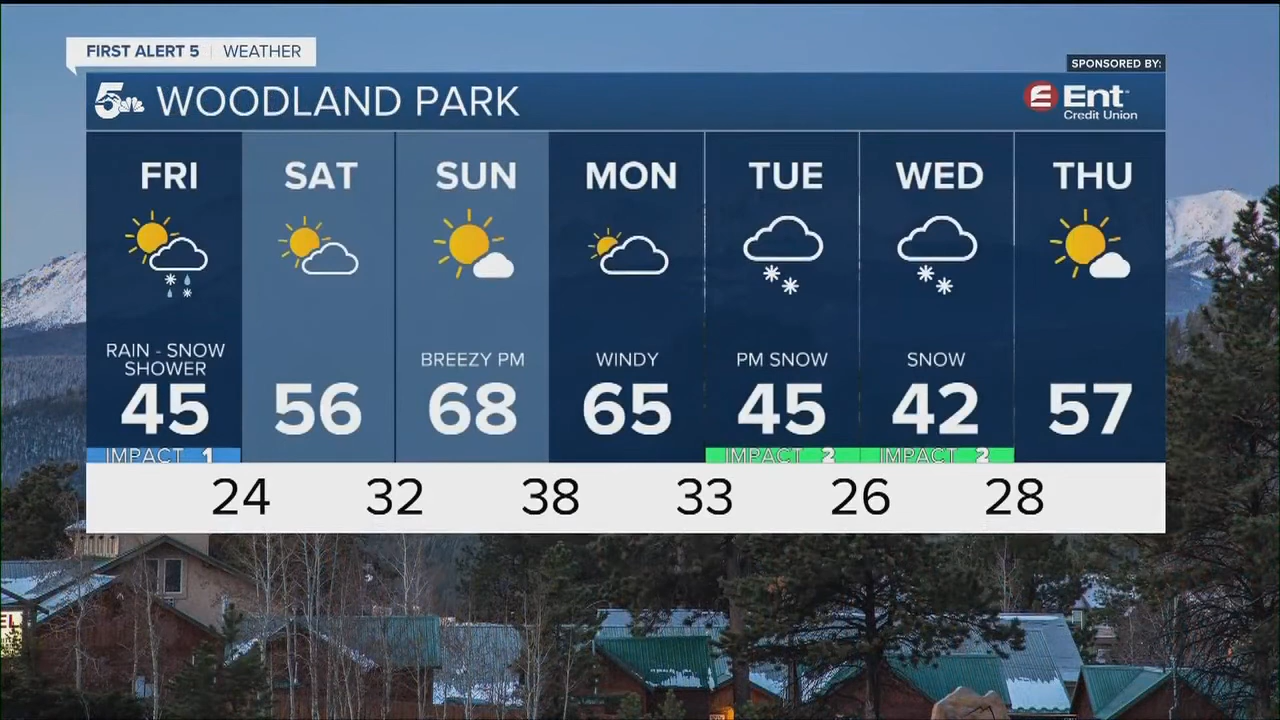 FIRST ALERT 5 | WEATHER
SPONSORED BY:
5 WOODLAND PARK
Ent
Credit Union
FRI SAT SUN MON TUE WED THU
RAIN - SNOW
SHOWER
BREEZY PM WINDY PM SNOW SNOW
45 56 68 65 45 42 57
IMPACT 1 IMPACT 2 IMPACT 2
24 32 38 33 26 28
EL